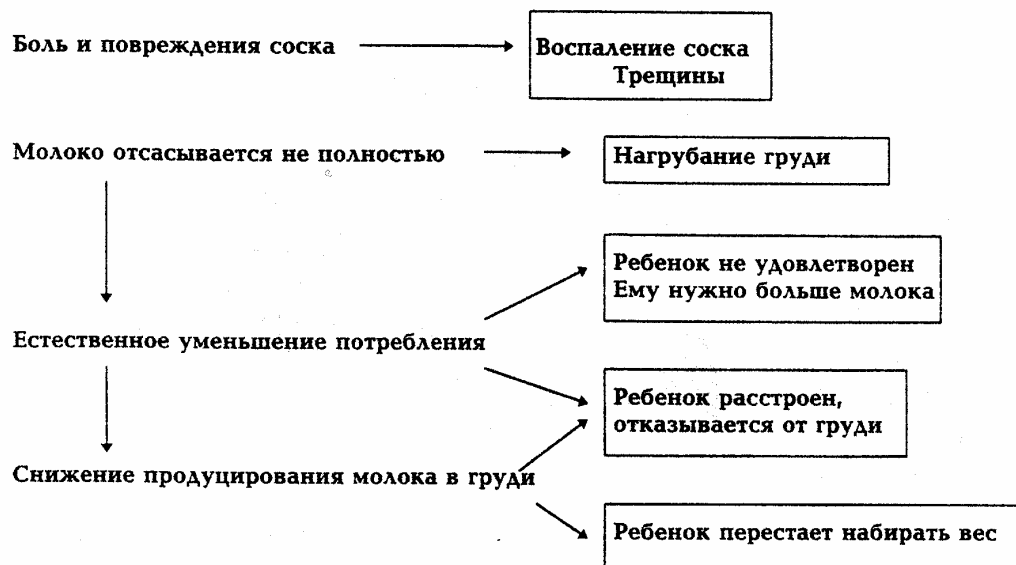 Боль и повреждения соска
Воспаление соска
Трещины
Молоко отсасывается не полностью
Нагрубание груди
Ребенок не удовлетворен
Ему нужно больше молока
Естественное уменьшение потребления
Ребенок расстроен,
отказывается от груди
Снижение продуцирования молока в груди
Ребенок перестает набирать вес